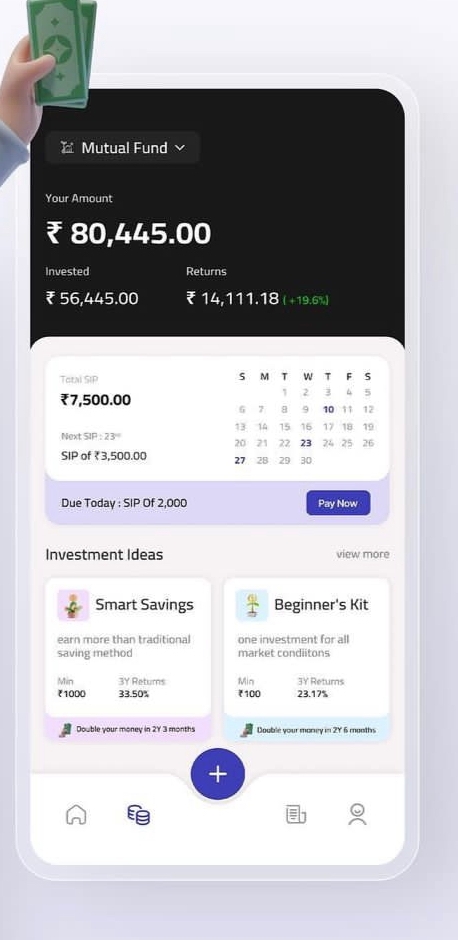 Mutual Fund
Your Amount
₹ 80,445.00
Invested Returns
₹ 56,445.00 ₹ 14,111.18 (+19.6%)
Total SIP
₹7,500.00
Next SIP : 23rd
SIP of ₹3,500.00
S M T W T F S
1 2 3 4 5
6 7 8 9 10 11 12
13 14 15 16 17 18 19
20 21 22 23 24 25 26
27 28 29 30
Due Today : SIP Of 2,000
Pay Now
Investment Ideas
view more
Smart Savings
earn more than traditional
saving method
Min 3Y Returns
₹1000 33.50%
Double your money in 2Y 3 months
Beginner's Kit
one investment for all
market condiitons
Min 3Y Returns
₹100 23.17%
Double your money in 2Y 6 months